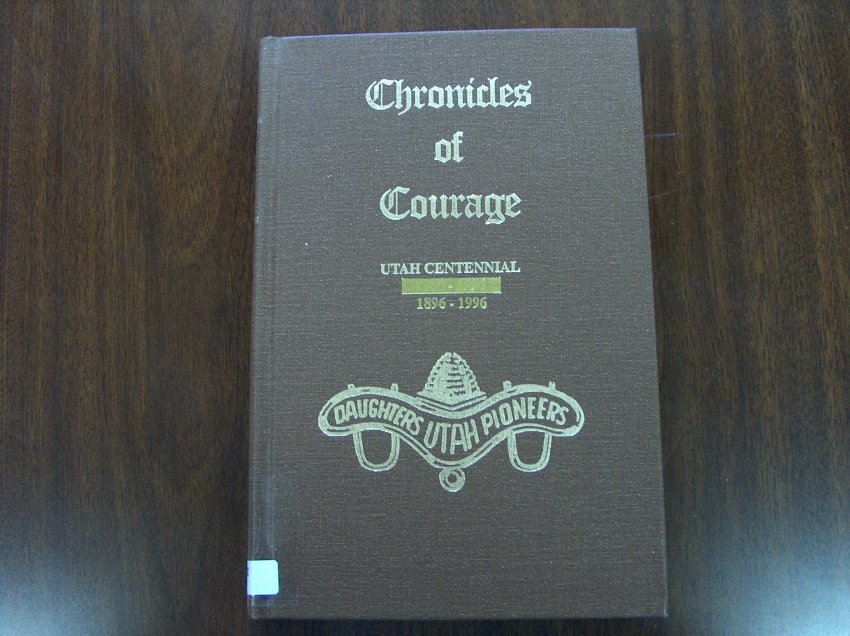 Chronicles
of
Courage
UTAH CENTENNIAL
1896 - 1996
DAUGHTERS UTAH PIONEERS